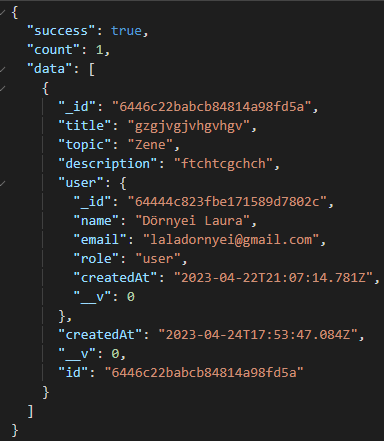 {
"success": true,
"count": 1,
"data": [
{
"_id": "6446c22babcb84814a98fd5a",
"title": "gzgjvgjvhgvhgv",
"topic": "Zene",
"description": "ftchtcgchch",
"user": {
"_id": "64444c823fbe171589d7802c",
"name": "Dörnyei Laura",
"email": "laladornyei@gmail.com",
"role": "user",
"createdAt": "2023-04-22T21:07:14.781Z",
"__v": 0
},
"createdAt": "2023-04-24T17:53:47.084Z",
"__v": 0,
"id": "6446c22babcb84814a98fd5a"
}
]
}